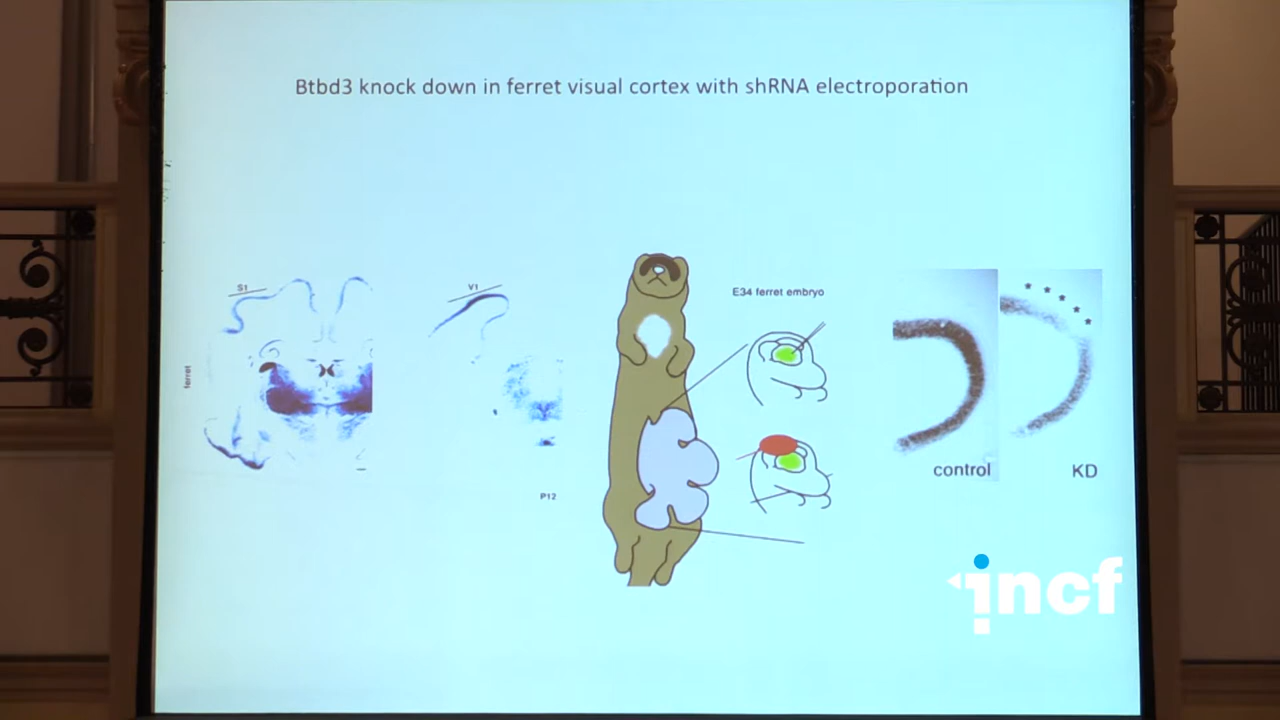 Btbd3 knock down in ferret visual cortex with shRNA electroporation
S1
V1
E34 ferret embryo
ferret
control
KD
P12
incf